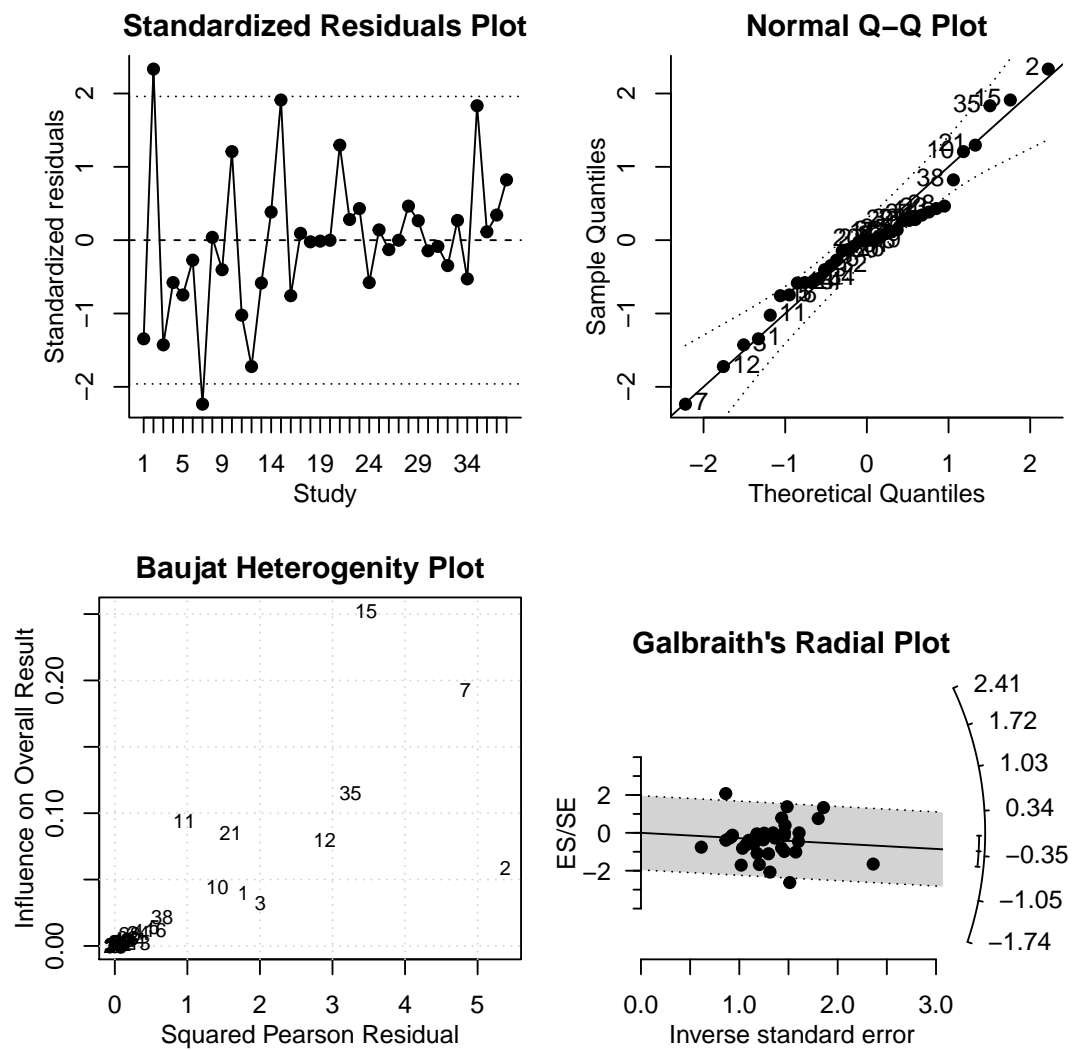 Standardized Residuals Plot
Standardized residuals
2
1
0
−1
−2
1 5 9 14 19 24 29 34
Study
Normal Q−Q Plot
Sample Quantiles
2
1
0
−1
−2
2
15
35
21
10
38
11
1
3
12
7
−2 −1 0 1 2
Theoretical Quantiles
Baujat Heterogenity Plot
Influence on Overall Result
0.20
0.10
0.00
15
7
35
11
21
12
2
10
1
3
38
0 1 2 3 4 5
Squared Pearson Residual
Galbraith's Radial Plot
ES/SE
2
0
−2
2.41
1.72
1.03
0.34
−0.35
−1.05
−1.74
0.0 1.0 2.0 3.0
Inverse standard error